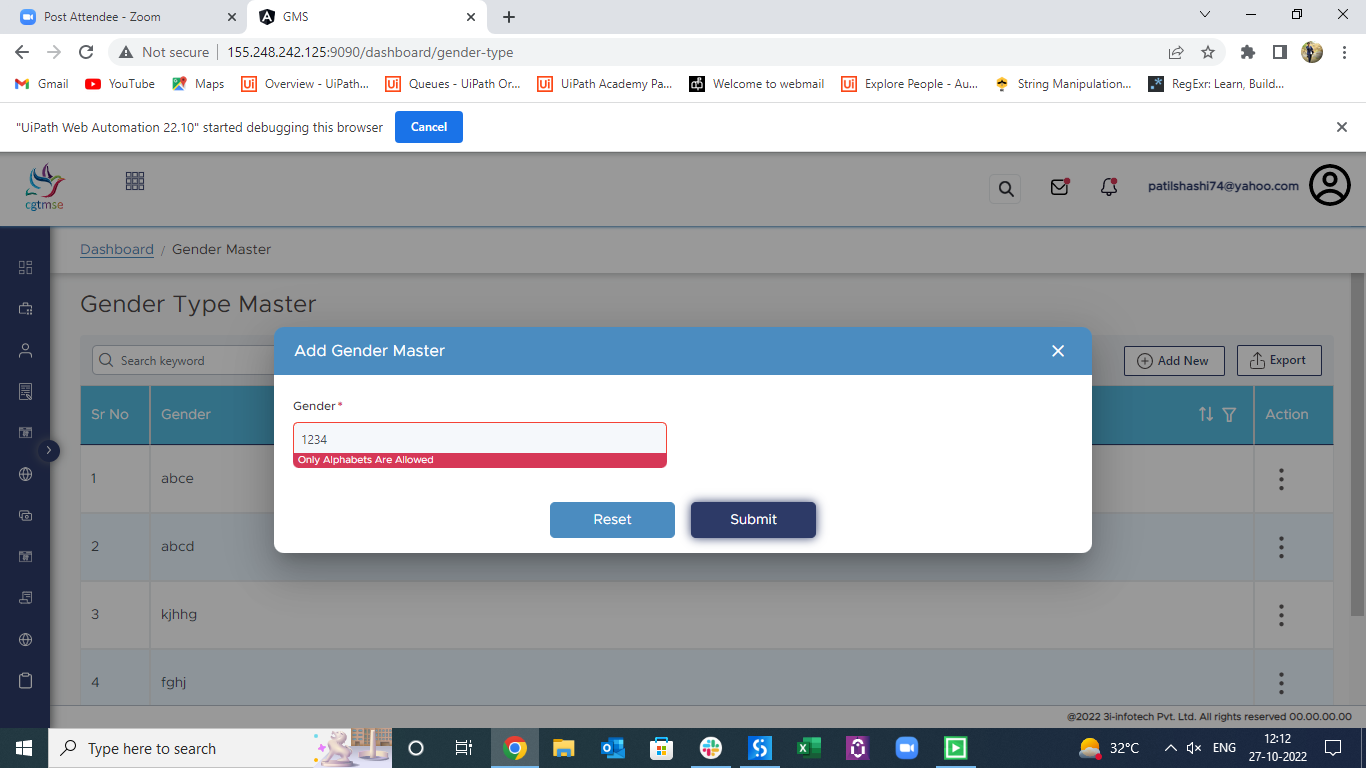 Post Attendee - Zoom
GMS
Not secure
155.248.242.125:9090/dashboard/gender-type
Gmail
YouTube
Maps
Overview - UiPath...
Queues - UiPath Or...
UiPath Academy Pa...
Welcome to webmail
Explore People - Au...
String Manipulation...
RegExr: Learn, Build...
"UiPath Web Automation 22.10" started debugging this browser
Cancel
cgtmse
patilshashi74@yahoo.com
Dashboard / Gender Master
Gender Type Master
Search keyword
Add New
Export
Add Gender Master
Sr No
Gender
Action
Gender*
1234
Only Alphabets Are Allowed
Reset
Submit
1
abce
2
abcd
3
kjhhg
4
fghj
@2022 3i-infotech Pvt. Ltd. All rights reserved 00.00.00.00
Type here to search
32°C
ENG
12:12
27-10-2022